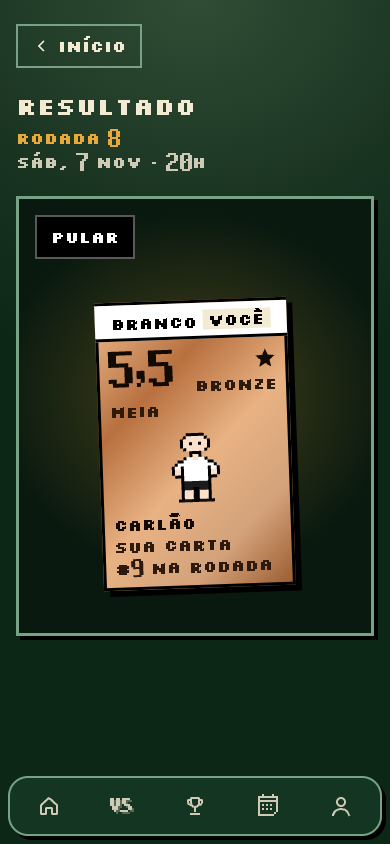 INÍCIO
RESULTADO
RODADA 8
SÁB, 7 NOV · 20H
PULAR
BRANCO VOCÊ
5,5
BRONZE
MEIA
CARLÃO
SUA CARTA
#9 NA RODADA
VS